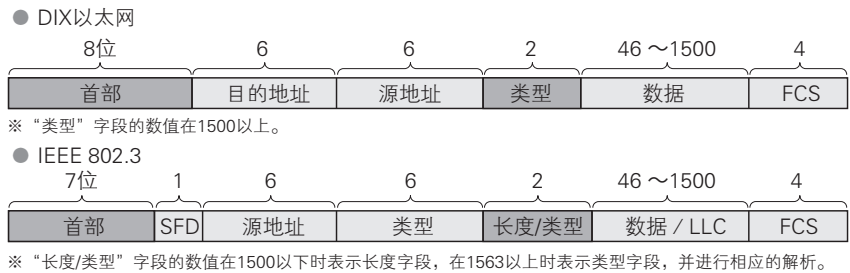 ● DIX以太网
8位 6 6 2 46 ～1500 4
首部 目的地址 源地址 类型 数据 FCS
※ “类型”字段的数值在1500以上。
● IEEE 802.3
7位 1 6 6 2 46 ～1500 4
首部 SFD 源地址 类型 长度/类型 数据 / LLC FCS
※ “长度/类型”字段的数值在1500以下时表示长度字段，在1563以上时表示类型字段，并进行相应的解析。